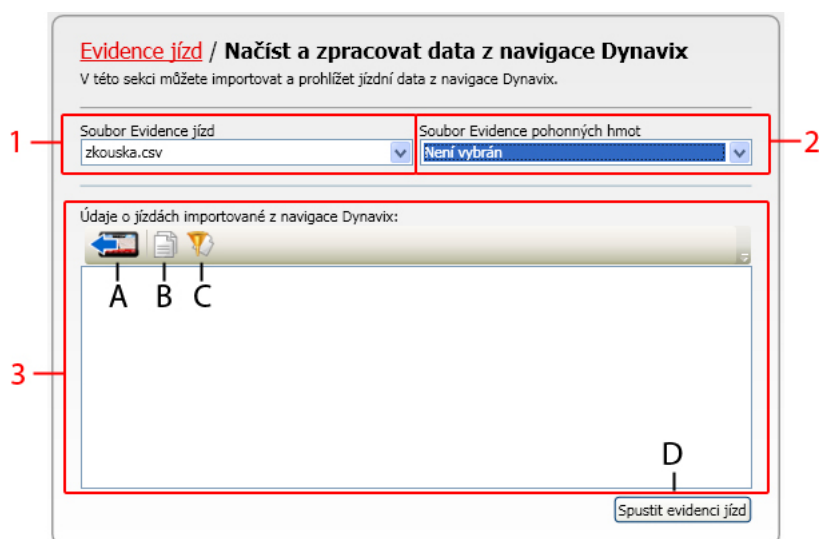 Evidence jízd / Načíst a zpracovat data z navigace Dynavix
V této sekci můžete importovat a prohlížet jízdní data z navigace Dynavix.
1
Soubor Evidence jízd
zkouska.csv
Soubor Evidence pohonných hmot
Není vybrán
2
Údaje o jízdách importované z navigace Dynavix:
A B C
3
D
Spustit evidenci jízd